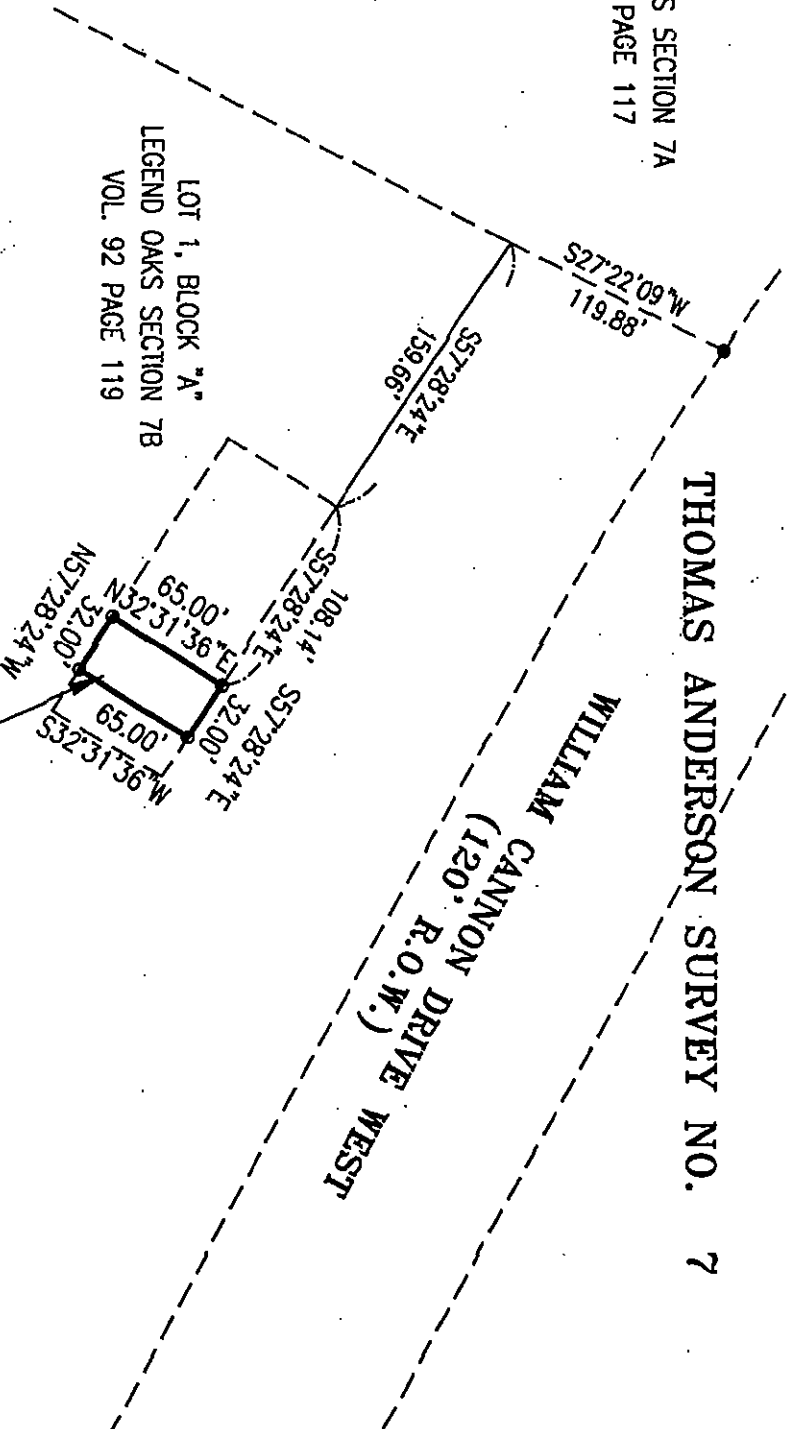 S SECTION 7A
PAGE 117
THOMAS ANDERSON SURVEY NO. 7
S27°22'09"W
119.88'
S57°28'24"E
159.66'
WILLIAM CANNON DRIVE WEST
(120' R.O.W.)
LOT 1, BLOCK "A"
LEGEND OAKS SECTION 7B
VOL. 92 PAGE 119
108.14'
S57°28'24"E
S57°28'24"E
32.00'
65.00'
N32°31'36"E
N57°28'24"W
32.00'
65.00'
S32°31'36"W